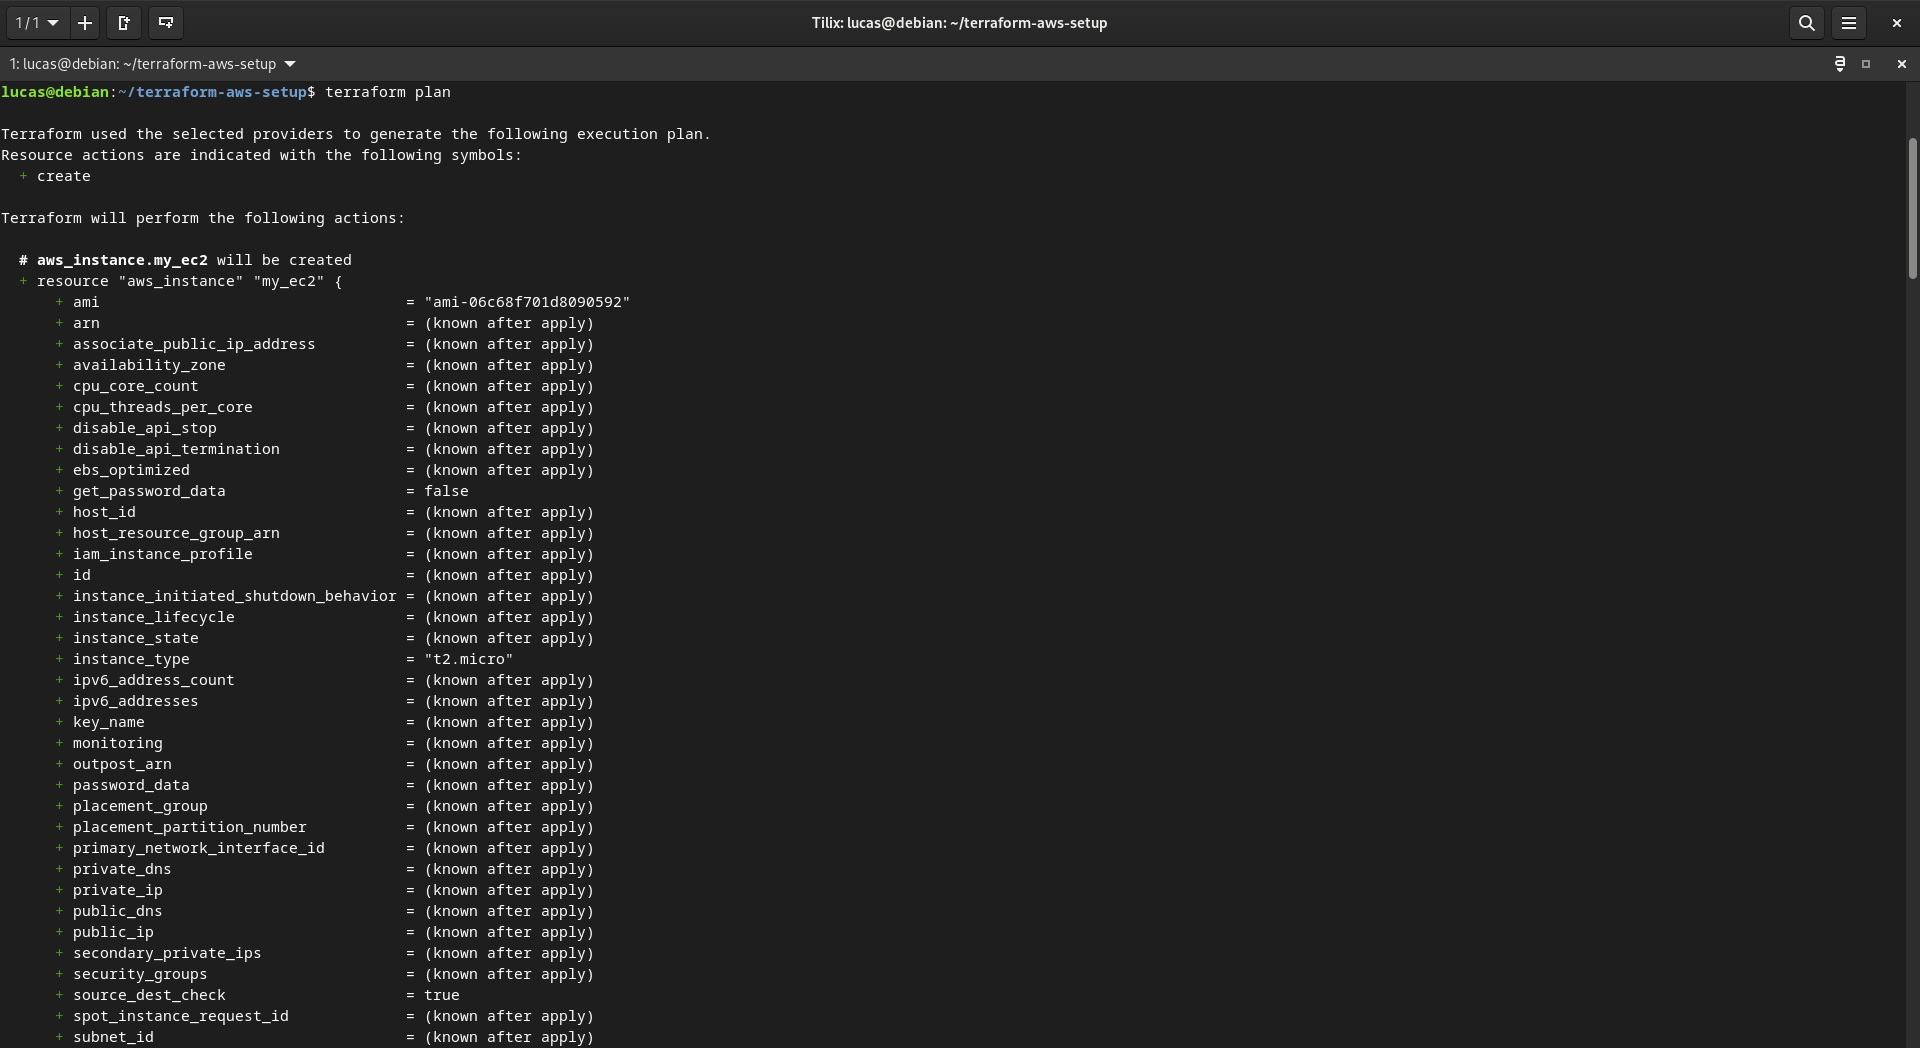 1 / 1
Tilix: lucas@debian: ~/terraform-aws-setup
1: lucas@debian: ~/terraform-aws-setup
lucas@debian:~/terraform-aws-setup$ terraform plan
Terraform used the selected providers to generate the following execution plan.
Resource actions are indicated with the following symbols:
  + create
Terraform will perform the following actions:
  # aws_instance.my_ec2 will be created
  + resource "aws_instance" "my_ec2" {
      + ami                                  = "ami-06c68f701d8090592"
      + arn                                  = (known after apply)
      + associate_public_ip_address          = (known after apply)
      + availability_zone                    = (known after apply)
      + cpu_core_count                       = (known after apply)
      + cpu_threads_per_core                 = (known after apply)
      + disable_api_stop                     = (known after apply)
      + disable_api_termination              = (known after apply)
      + ebs_optimized                        = (known after apply)
      + get_password_data                    = false
      + host_id                              = (known after apply)
      + host_resource_group_arn              = (known after apply)
      + iam_instance_profile                 = (known after apply)
      + id                                   = (known after apply)
      + instance_initiated_shutdown_behavior = (known after apply)
      + instance_lifecycle                   = (known after apply)
      + instance_state                       = (known after apply)
      + instance_type                        = "t2.micro"
      + ipv6_address_count                   = (known after apply)
      + ipv6_addresses                       = (known after apply)
      + key_name                             = (known after apply)
      + monitoring                           = (known after apply)
      + outpost_arn                          = (known after apply)
      + password_data                        = (known after apply)
      + placement_group                      = (known after apply)
      + placement_partition_number           = (known after apply)
      + primary_network_interface_id         = (known after apply)
      + private_dns                          = (known after apply)
      + private_ip                           = (known after apply)
      + public_dns                           = (known after apply)
      + public_ip                            = (known after apply)
      + secondary_private_ips                = (known after apply)
      + security_groups                      = (known after apply)
      + source_dest_check                    = true
      + spot_instance_request_id             = (known after apply)
      + subnet_id                            = (known after apply)